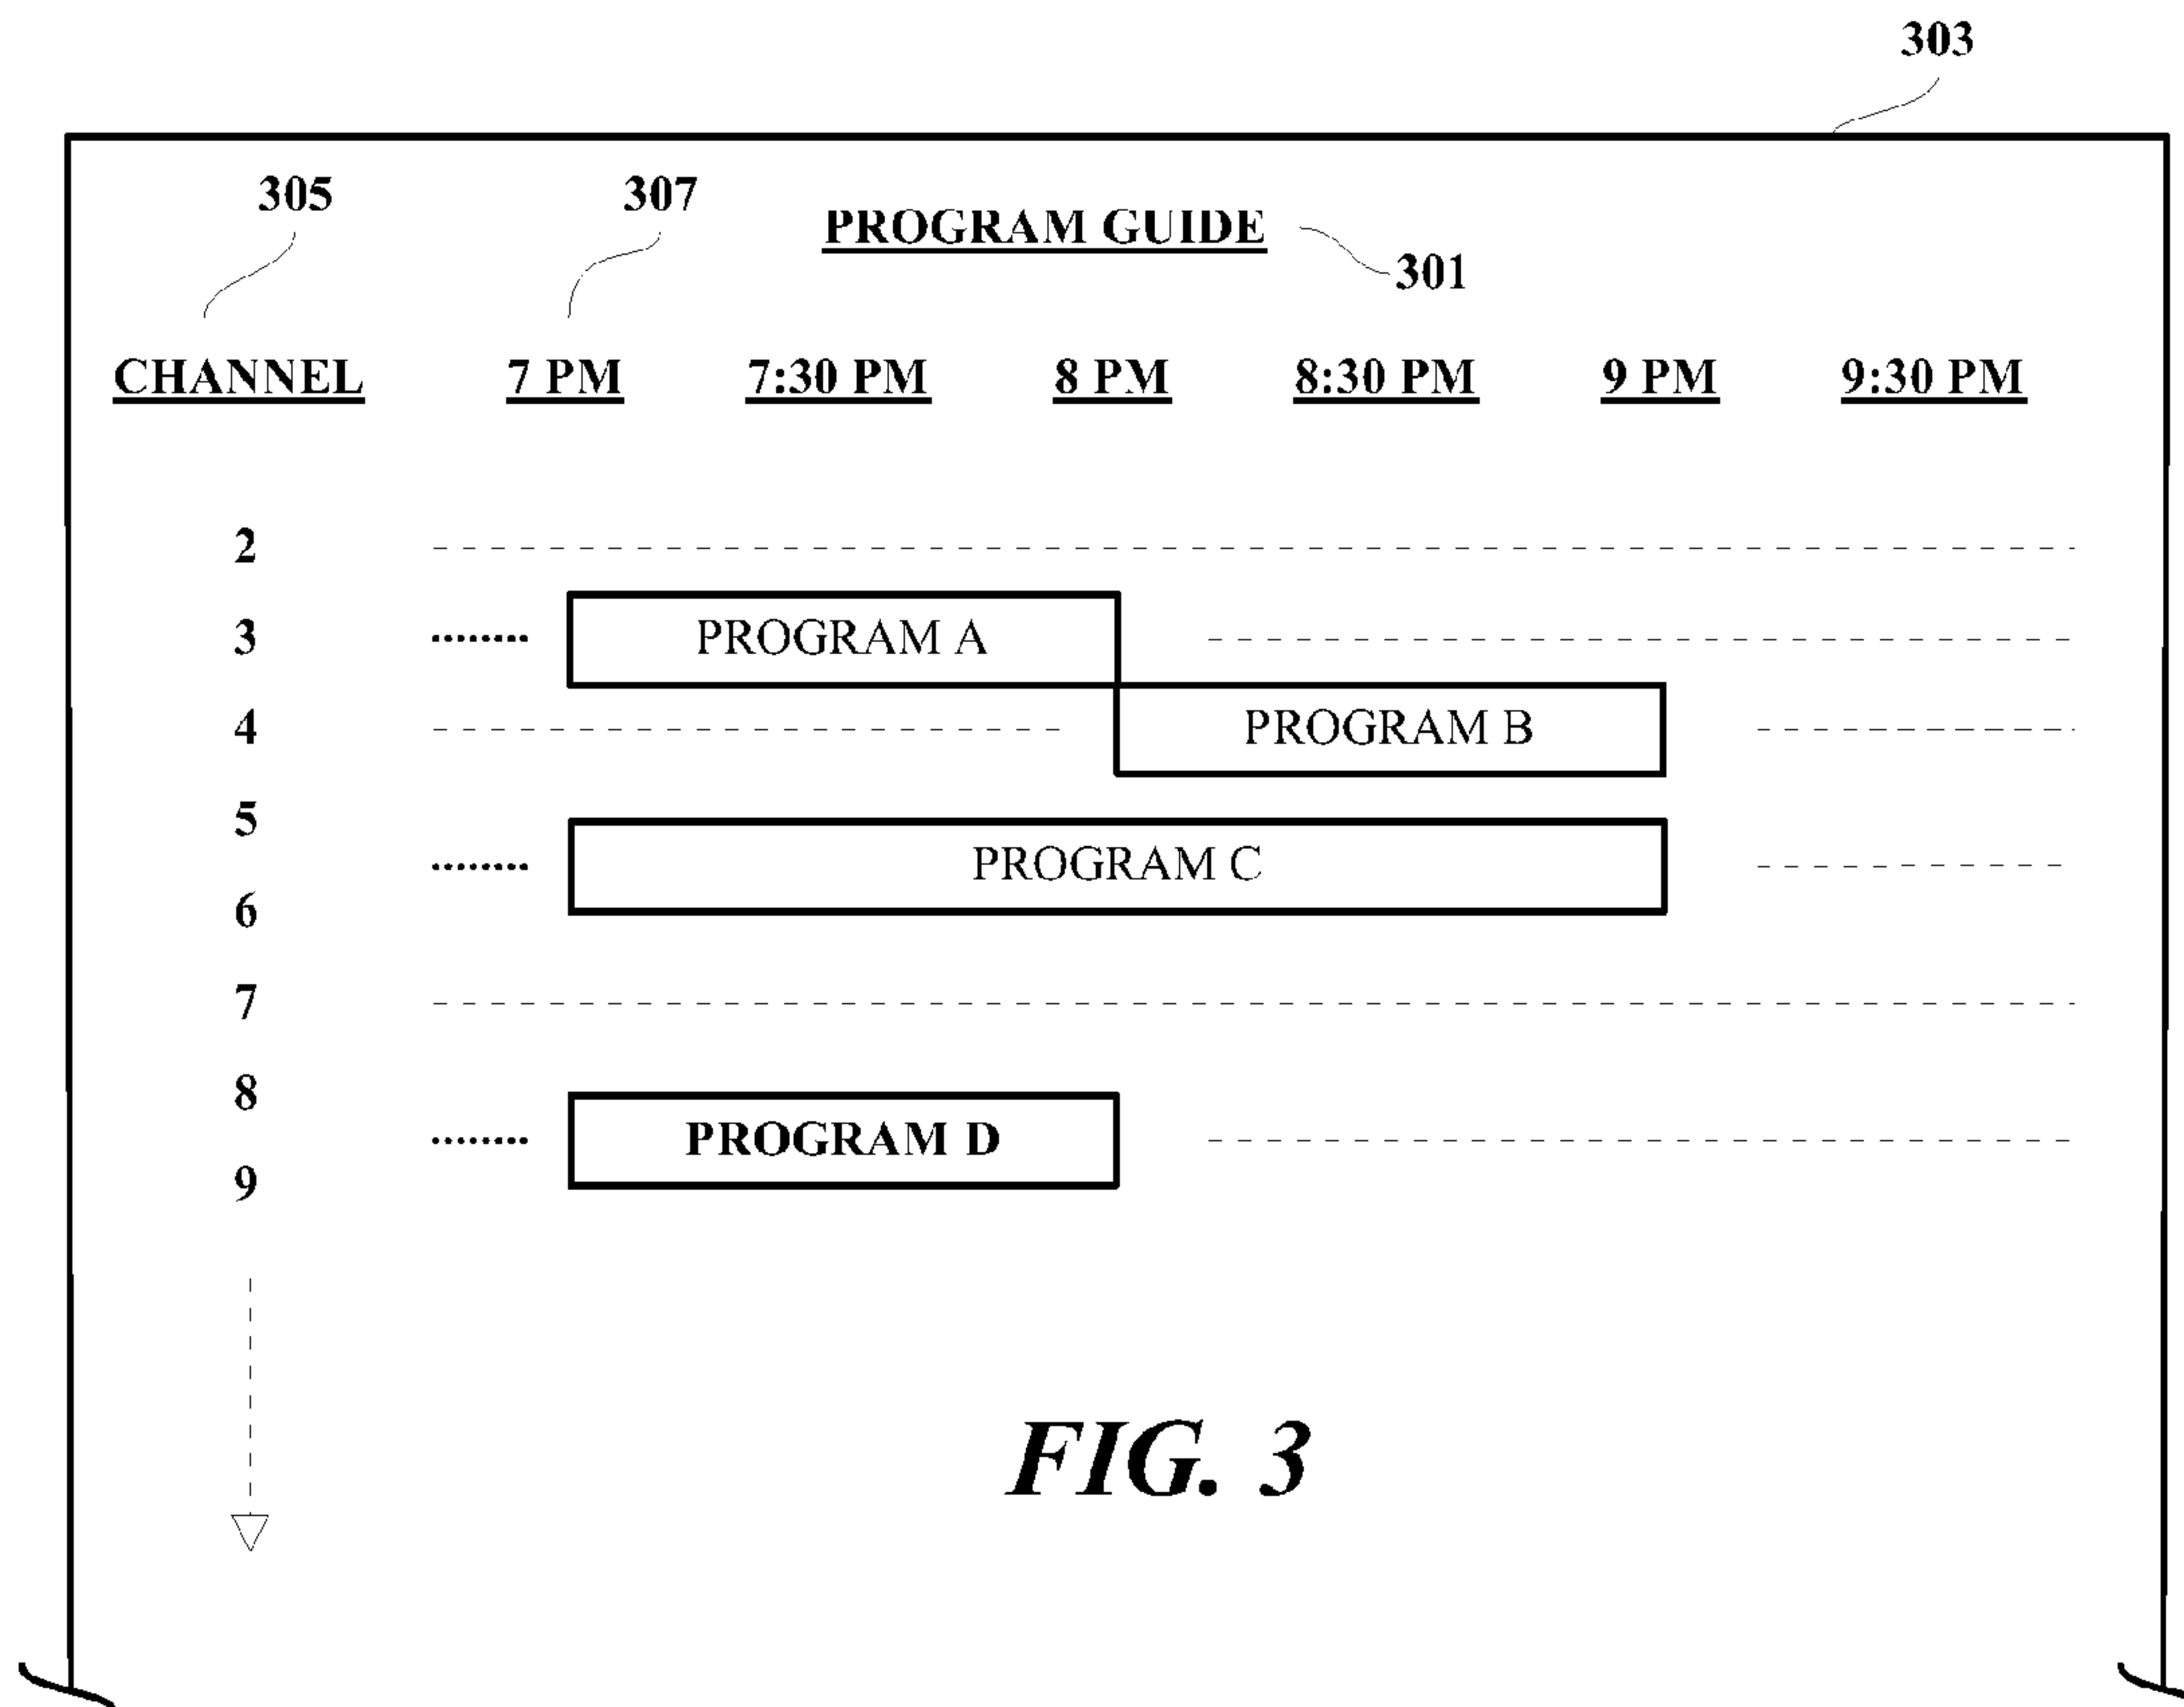 303
305 307 PROGRAM GUIDE
301
CHANNEL 7 PM 7:30 PM 8 PM 8:30 PM 9 PM 9:30 PM
2
3 PROGRAM A
4 PROGRAM B
5
PROGRAM C
6
7
8
PROGRAM D
9
FIG. 3